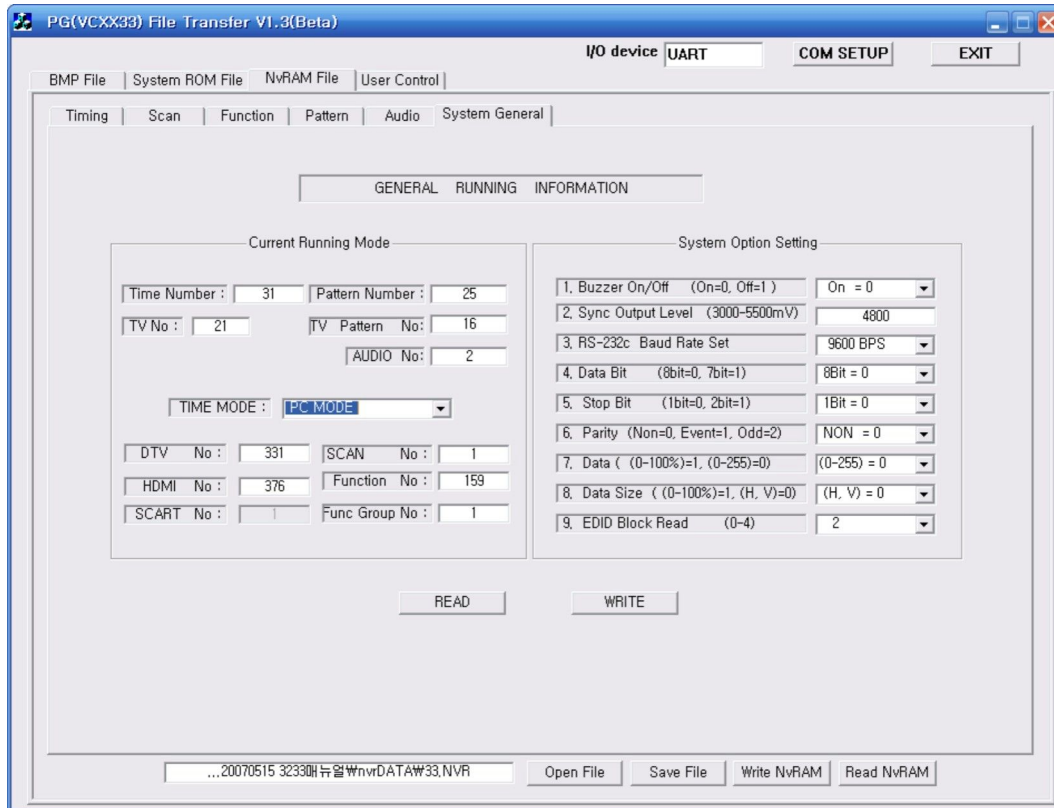 PG(VCXX33) File Transfer V1.3(Beta)
I/O device UART COM SETUP EXIT
BMP File System ROM File NvRAM File User Control
Timing Scan Function Pattern Audio System General
GENERAL RUNNING INFORMATION
Current Running Mode
Time Number : 31 Pattern Number : 25
TV No : 21 TV Pattern No: 16
AUDIO No: 2
TIME MODE : PC MODE
DTV No : 331 SCAN No : 1
HDMI No : 376 Function No : 159
SCART No : 1 Func Group No : 1
System Option Setting
1. Buzzer On/Off (On=0, Off=1 ) On = 0
2. Sync Output Level (3000-5500mV) 4800
3. RS-232c Baud Rate Set 9600 BPS
4. Data Bit (8bit=0, 7bit=1) 8Bit = 0
5. Stop Bit (1bit=0, 2bit=1) 1Bit = 0
6. Parity (Non=0, Event=1, Odd=2) NON = 0
7. Data ( (0-100%)=1, (0-255)=0) (0-255) = 0
8. Data Size ( (0-100%)=1, (H, V)=0) (H, V) = 0
9. EDID Block Read (0-4) 2
READ WRITE
...20070515 3233매뉴얼₩nvrDATA₩33.NVR Open File Save File Write NvRAM Read NvRAM